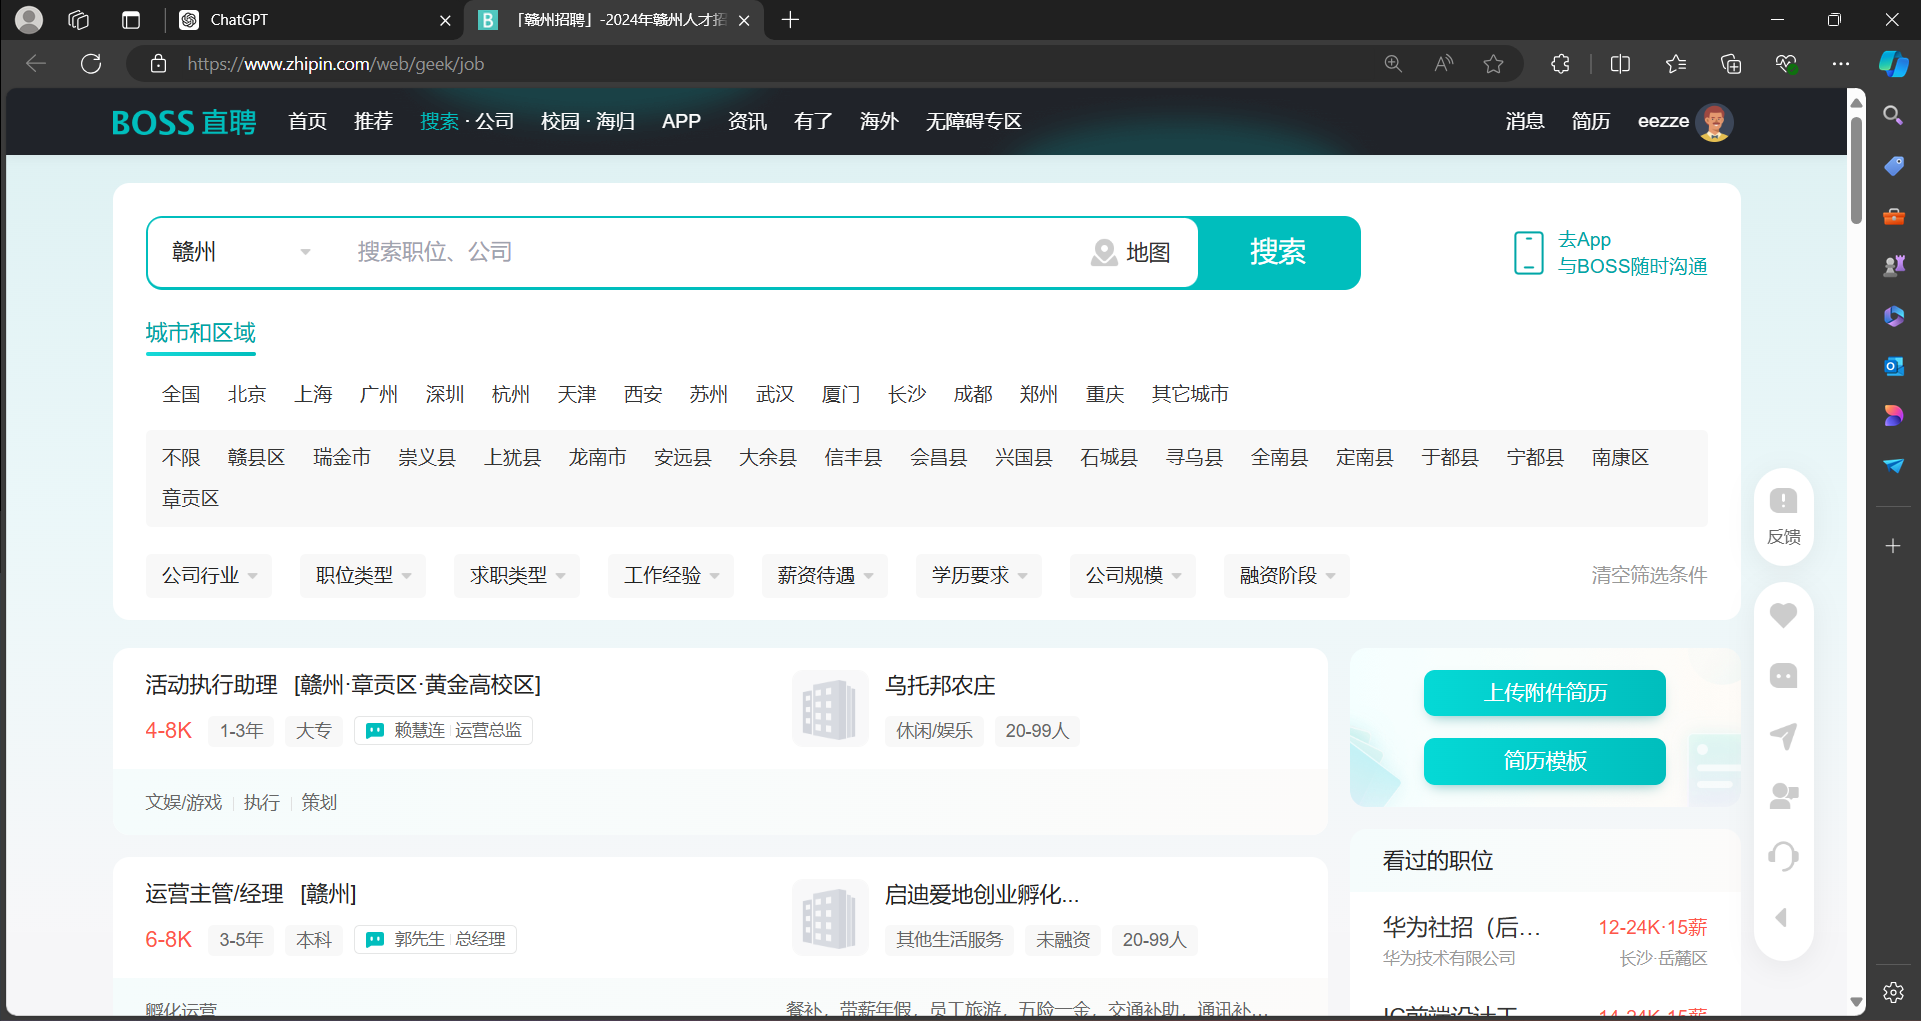 ChatGPT
「赣州招聘」-2024年赣州人才招
https://www.zhipin.com/web/geek/job
BOSS 直聘 首页 推荐 搜索·公司 校园·海归 APP 资讯 有了 海外 无障碍专区 消息 简历 eezze
赣州 搜索职位、公司 地图 搜索
去App
与BOSS随时沟通
城市和区域
全国 北京 上海 广州 深圳 杭州 天津 西安 苏州 武汉 厦门 长沙 成都 郑州 重庆 其它城市
不限 赣县区 瑞金市 崇义县 上犹县 龙南市 安远县 大余县 信丰县 会昌县 兴国县 石城县 寻乌县 全南县 定南县 于都县 宁都县 南康区
章贡区
公司行业 职位类型 求职类型 工作经验 薪资待遇 学历要求 公司规模 融资阶段 清空筛选条件
反馈
活动执行助理 [赣州·章贡区·黄金高校区]
4-8K 1-3年 大专 赖慧连 运营总监
乌托邦农庄
休闲/娱乐 20-99人
文娱/游戏 执行 策划
上传附件简历
简历模板
运营主管/经理 [赣州]
6-8K 3-5年 本科 郭先生 总经理
启迪爱地创业孵化...
其他生活服务 未融资 20-99人
孵化运营
餐补，带薪年假，员工旅游，五险一金，交通补助，通讯补...
看过的职位
华为社招（后... 12-24K·15薪
华为技术有限公司 长沙·岳麓区
IC前端设计工 14-24K·15薪